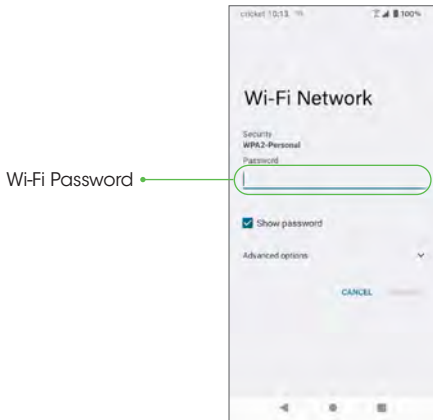 cricket 10:13 100%
Wi-Fi Network
Security
WPA2-Personal
Password
Wi-Fi Password
Show password
Advanced options
CANCEL